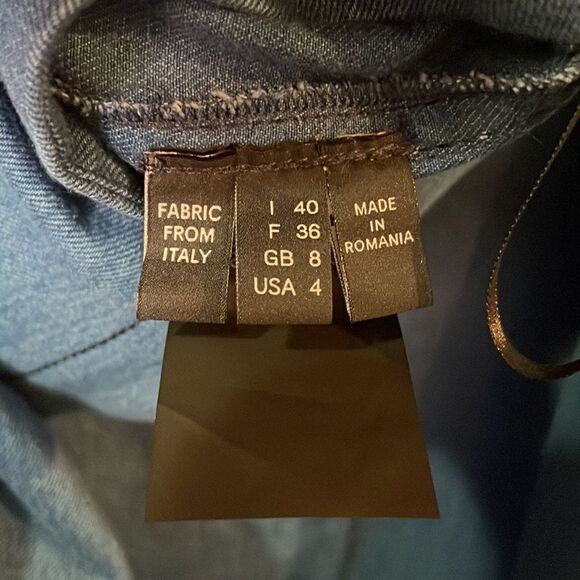 FABRIC
FROM
ITALY
I 40
F 36
GB 8
USA 4
MADE
IN
ROMANIA